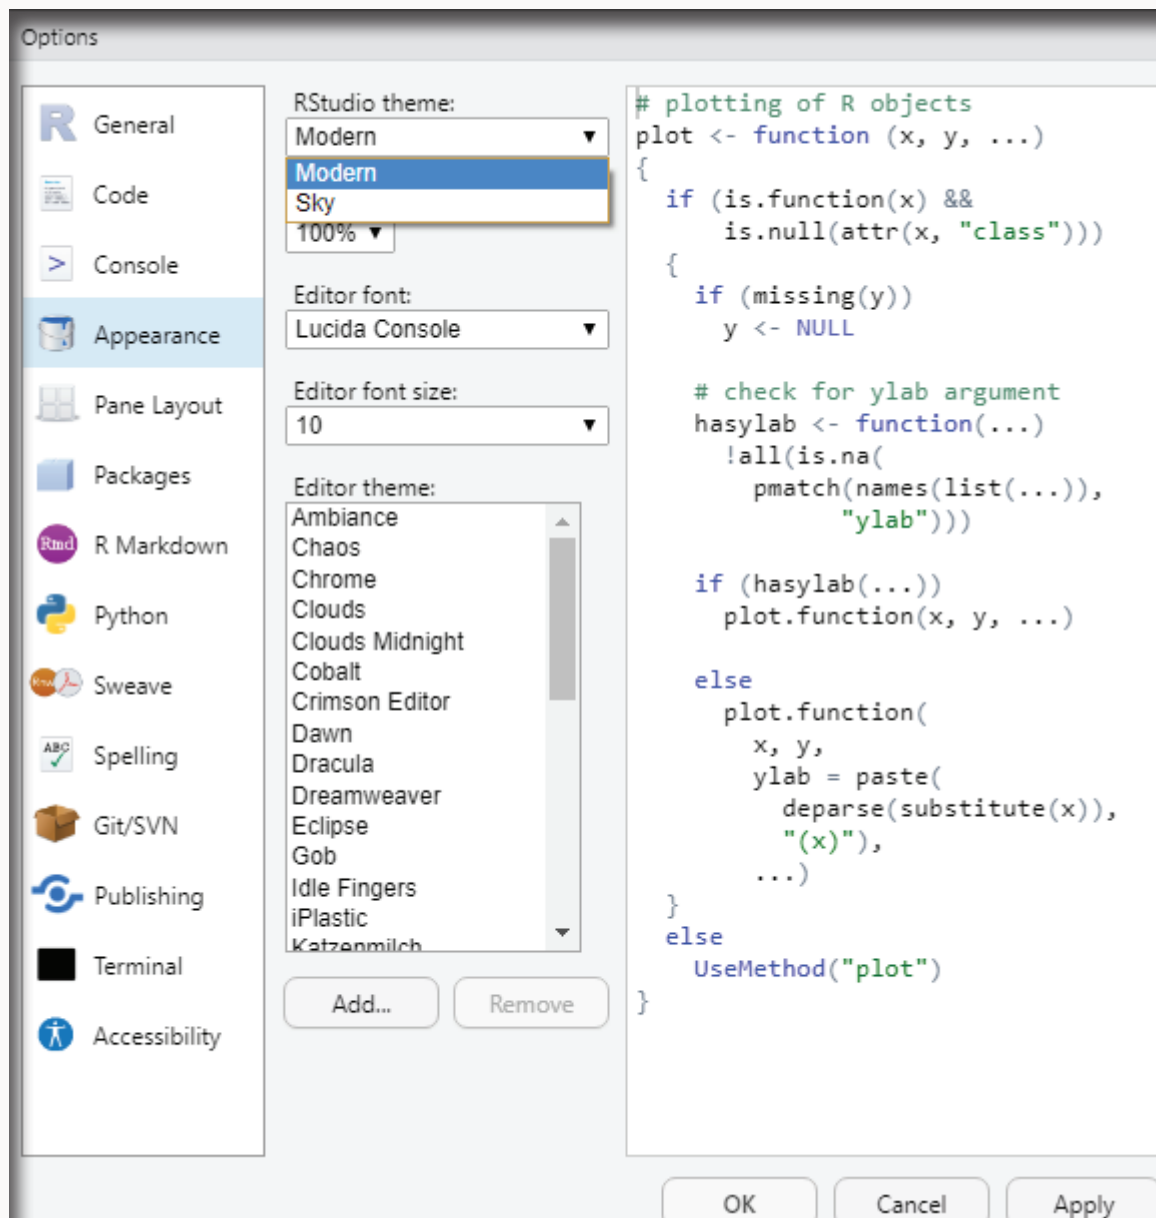 Options
General
Code
Console
Appearance
Pane Layout
Packages
Rmd R Markdown
Python
Sweave
ABC Spelling
Git/SVN
Publishing
Terminal
Accessibility
RStudio theme:
Modern
Modern
Sky
100%
Editor font:
Lucida Console
Editor font size:
10
Editor theme:
Ambiance
Chaos
Chrome
Clouds
Clouds Midnight
Cobalt
Crimson Editor
Dawn
Dracula
Dreamweaver
Eclipse
Gob
Idle Fingers
iPlastic
Katzenmilch
Add...
Remove
# plotting of R objects
plot <- function (x, y, ...)
{
  if (is.function(x) &&
      is.null(attr(x, "class")))
  {
    if (missing(y))
      y <- NULL
    # check for ylab argument
    hasylab <- function(...)
      !all(is.na(
        pmatch(names(list(...)),
              "ylab")))
    if (hasylab(...))
      plot.function(x, y, ...)
    else
      plot.function(
        x, y,
        ylab = paste(
          deparse(substitute(x)),
          "(x)"),
        ...)
  }
  else
    UseMethod("plot")
}
OK
Cancel
Apply